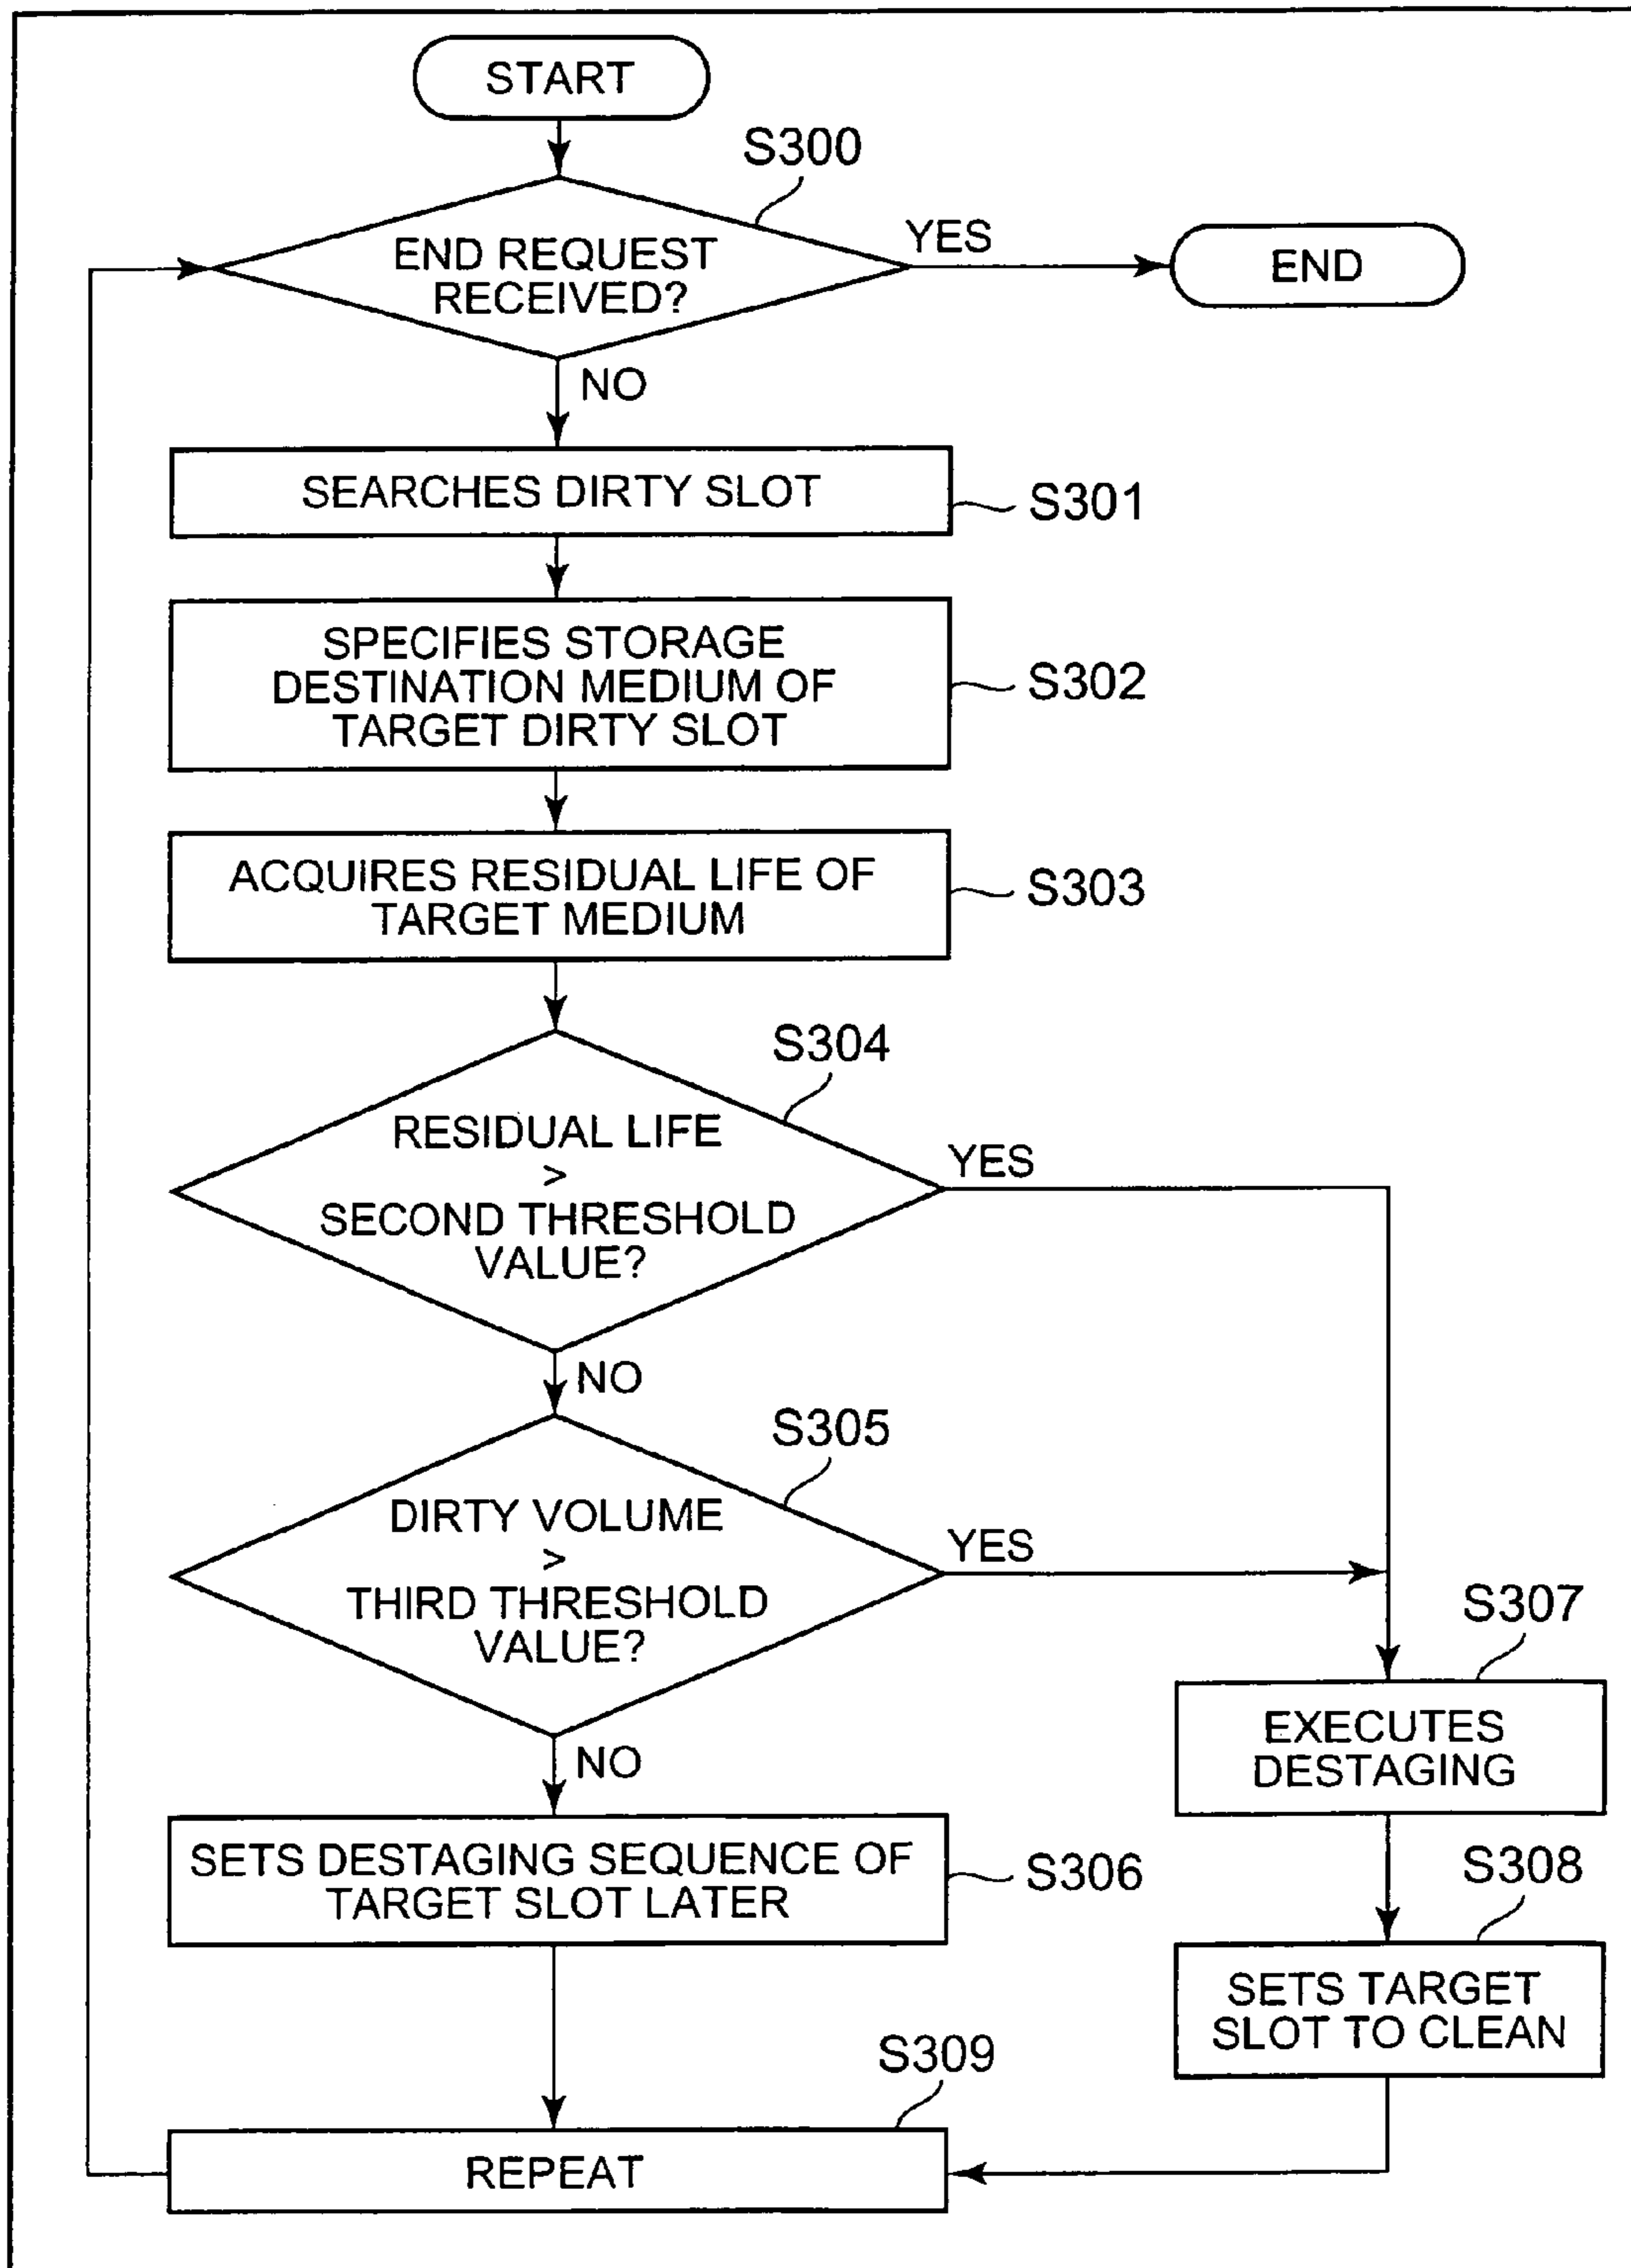 START
S300
END REQUEST
RECEIVED?
YES
END
NO
SEARCHES DIRTY SLOT
S301
SPECIFIES STORAGE
DESTINATION MEDIUM OF
TARGET DIRTY SLOT
S302
ACQUIRES RESIDUAL LIFE OF
TARGET MEDIUM
S303
S304
RESIDUAL LIFE
>
SECOND THRESHOLD
VALUE?
YES
NO
S305
DIRTY VOLUME
>
THIRD THRESHOLD
VALUE?
YES
NO
S307
EXECUTES
DESTAGING
SETS DESTAGING SEQUENCE OF
TARGET SLOT LATER
S306
S308
SETS TARGET
SLOT TO CLEAN
S309
REPEAT